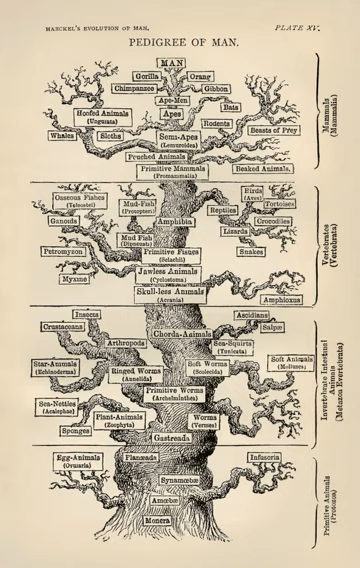 HAECKEL'S EVOLUTION OF MAN.
PLATE XV.
PEDIGREE OF MAN.
MAN
Gorilla
Orang
Chimpanzee
Gibbon
Ape-Men
Bats
Hoofed Animals
(Ungulata)
Apes
Rodents
Whales
Sloths
Semi-Apes
(Lemuroidea)
Beasts of Prey
Pouched Animals
Primitive Mammals
(Promammalia)
Beaked Animals.
Mammals
(Mammalia)
Osseous Fishes
(Teleostei)
Mud-Fish
(Protopteri)
Birds
(Aves)
Tortoises
Reptiles
Ganoids
Amphibia
Crocodiles
Lizards
Mud Fish
(Dipneusta)
Petromyzon
Primitive Fishes
(Selachii)
Snakes
Myxine
Jawless Animals
(Cyclostoma)
Skull-less Animals
(Acrania)
Amphioxus
Vertebrates
(Vertebrata)
Insects
Ascidians
Crustaceans
Salpæ
Chorda-Animals
Arthropods
Sea-Squirts
(Tunicata)
Star-Animals
(Echinoderma)
Ringed Worms
(Annelida)
Soft Worms
(Scolecida)
Soft Animals
(Mollusca)
Primitive Worms
(Archelminthes)
Sea-Nettles
(Acalephae)
Plant-Animals
(Zoophyta)
Worms
(Vermes)
Sponges
Gastreada
Invertebrate Intestinal
Animals
(Metazoa Evertebrata)
Egg-Animals
(Ovularia)
Planæada
Infusoria
Synamœbæ
Amœbæ
Monera
Primitive Animals
(Protozoa)